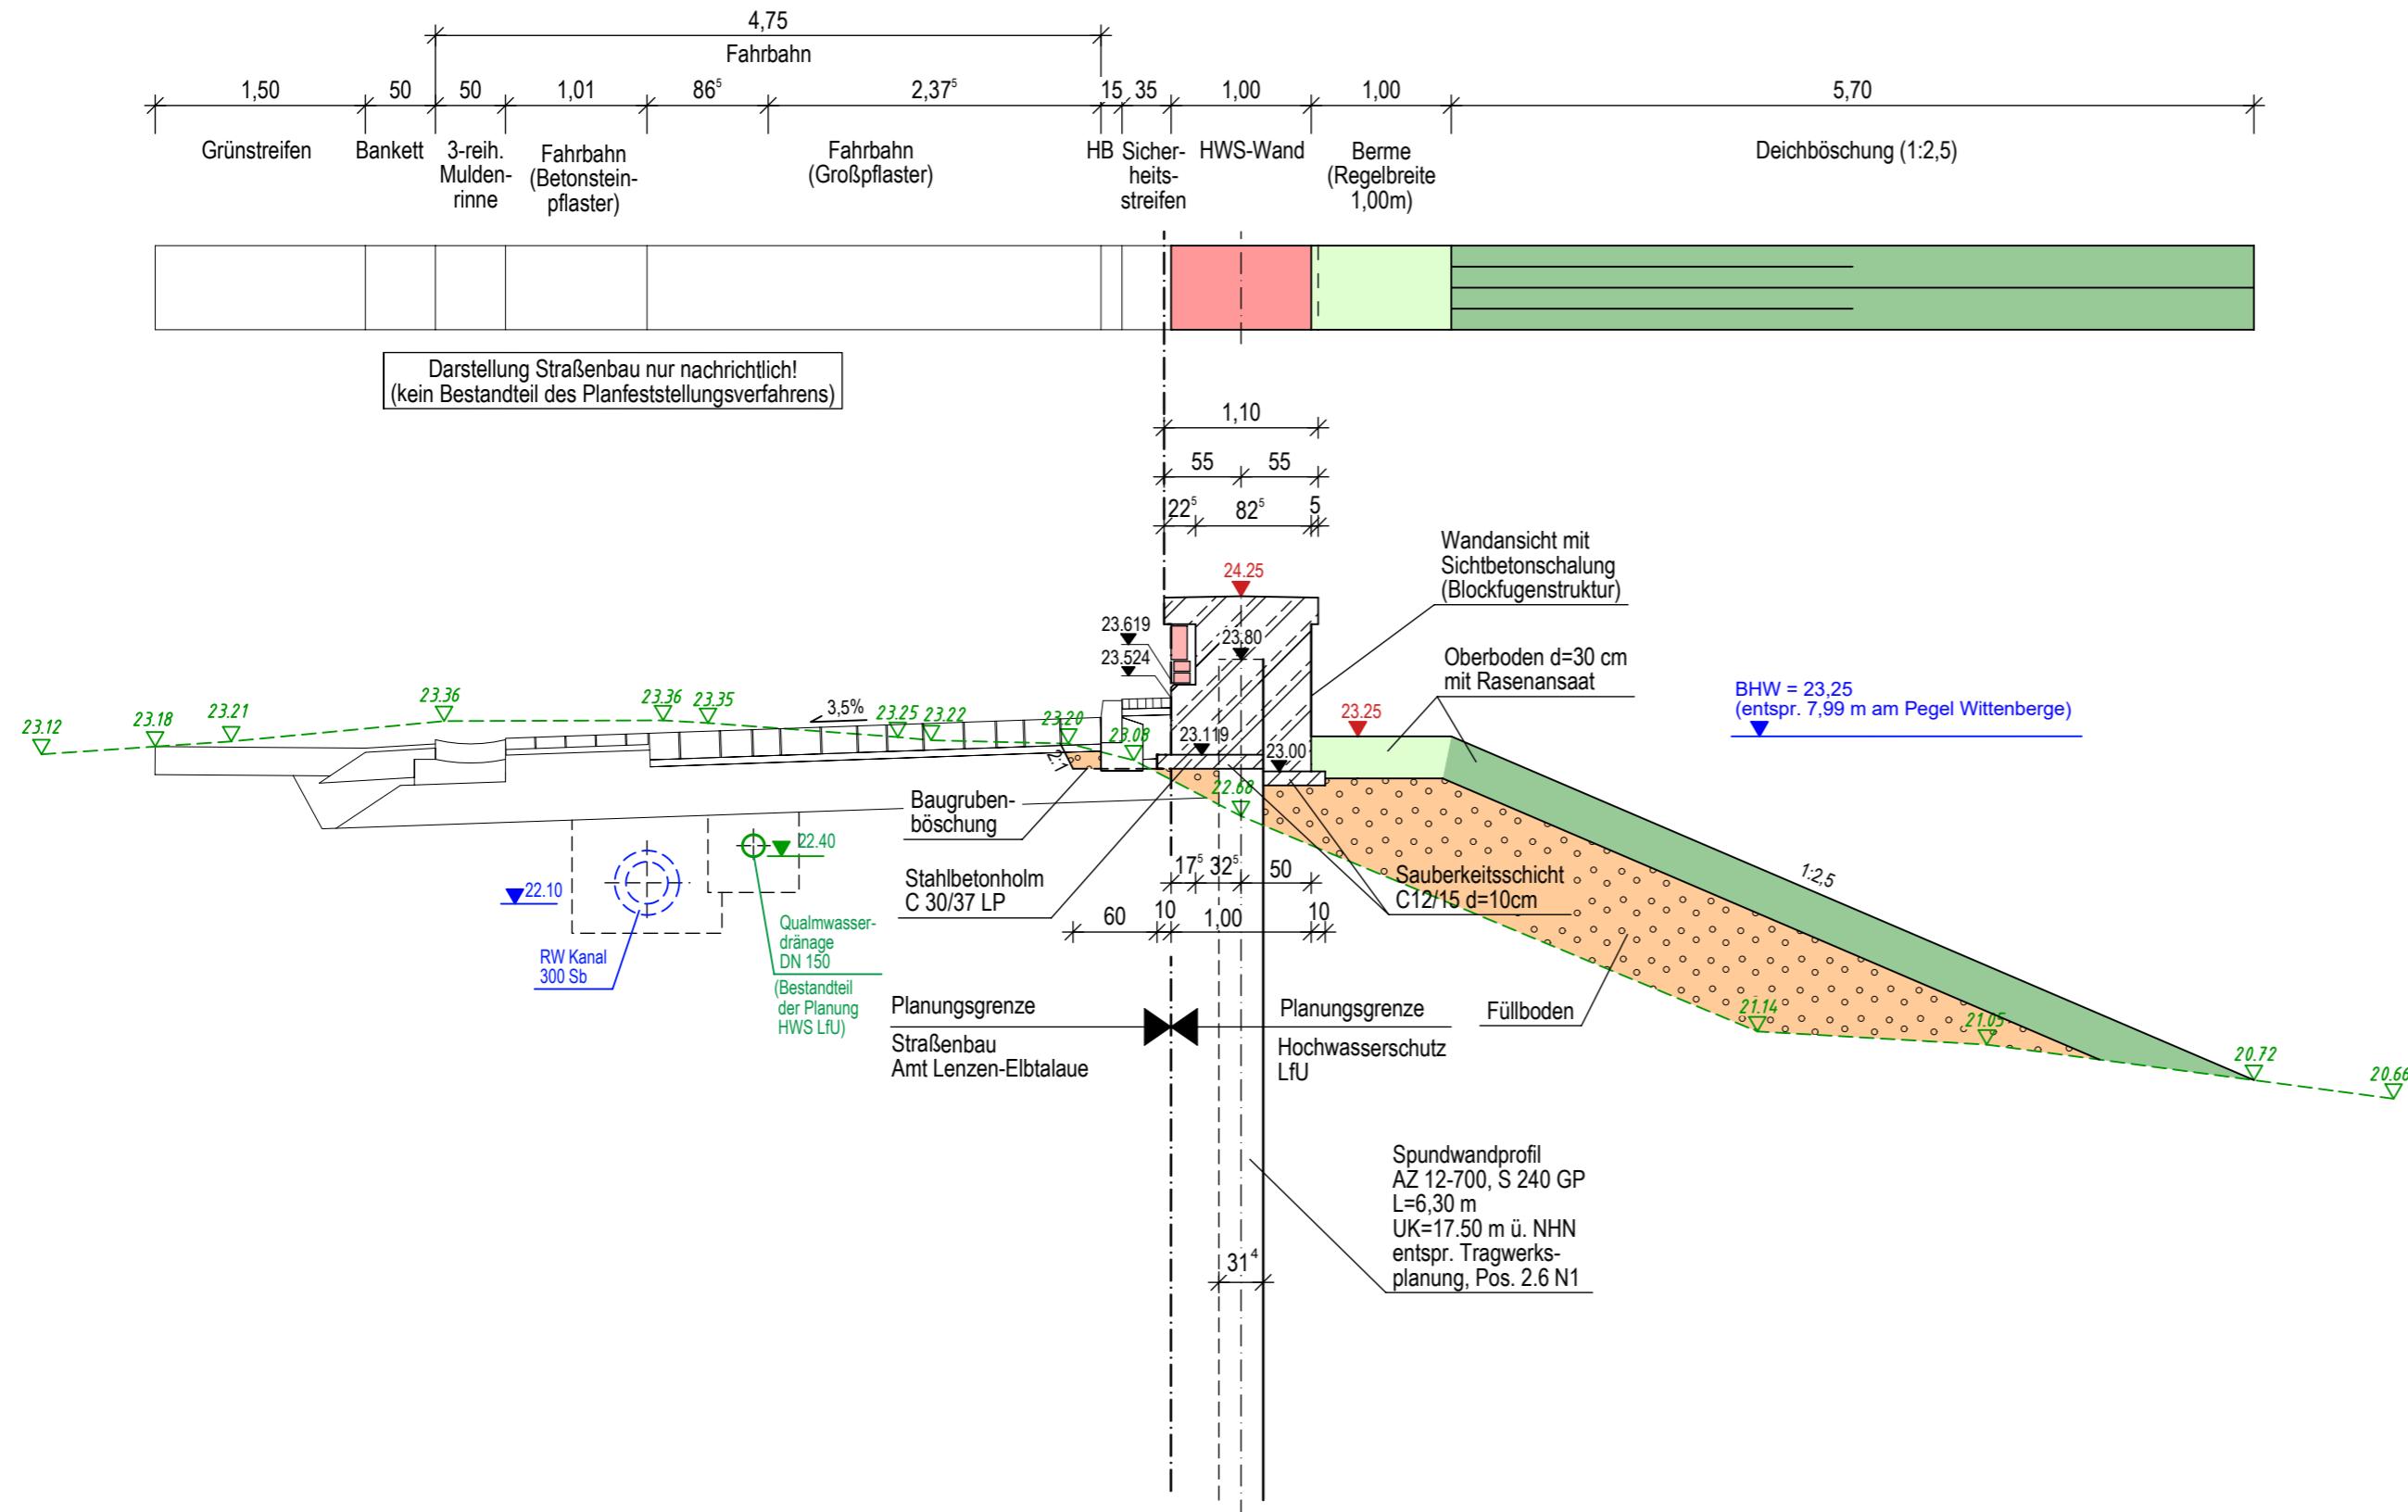 4,75
Fahrbahn
1,50
50
50
1,01
86⁵
2,37⁵
15
35
1,00
1,00
5,70
Grünstreifen
Bankett
3-reih.
Mulden-
rinne
Fahrbahn
(Betonstein-
pflaster)
Fahrbahn
(Großpflaster)
HB
Sicher-
heits-
streifen
HWS-Wand
Berme
(Regelbreite
1,00m)
Deichböschung (1:2,5)
Darstellung Straßenbau nur nachrichtlich!
(kein Bestandteil des Planfeststellungsverfahrens)
1,10
55
55
22⁵
82⁵
5
Wandansicht mit
Sichtbetonschalung
(Blockfugenstruktur)
24.25
23.619
23.524
23.80
Oberboden d=30 cm
mit Rasenansaat
BHW = 23,25
(entspr. 7,99 m am Pegel Wittenberge)
23.12
23.18
23.21
23.36
23.36
23.35
3,5%
23.25
23.22
23.20
23.08
23.119
23.00
23.25
22.68
Baugruben-
böschung
22.40
22.10
Stahlbetonholm
C 30/37 LP
17⁵
32⁵
50
Sauberkeitsschicht
C12/15 d=10cm
1:2,5
60
10
1,00
10
RW Kanal
300 Sb
Qualmwasser-
dränage
DN 150
(Bestandteil
der Planung
HWS LfU)
Planungsgrenze
Straßenbau
Amt Lenzen-Elbtalaue
Planungsgrenze
Hochwasserschutz
LfU
Füllboden
21.14
21.05
20.72
20.66
Spundwandprofil
AZ 12-700, S 240 GP
L=6,30 m
UK=17.50 m ü. NHN
entspr. Tragwerks-
planung, Pos. 2.6 N1
31⁴